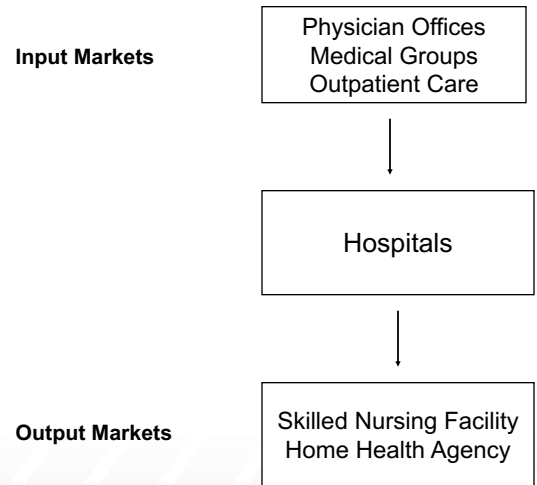 Input Markets
Physician Offices
Medical Groups
Outpatient Care
Hospitals
Output Markets
Skilled Nursing Facility
Home Health Agency